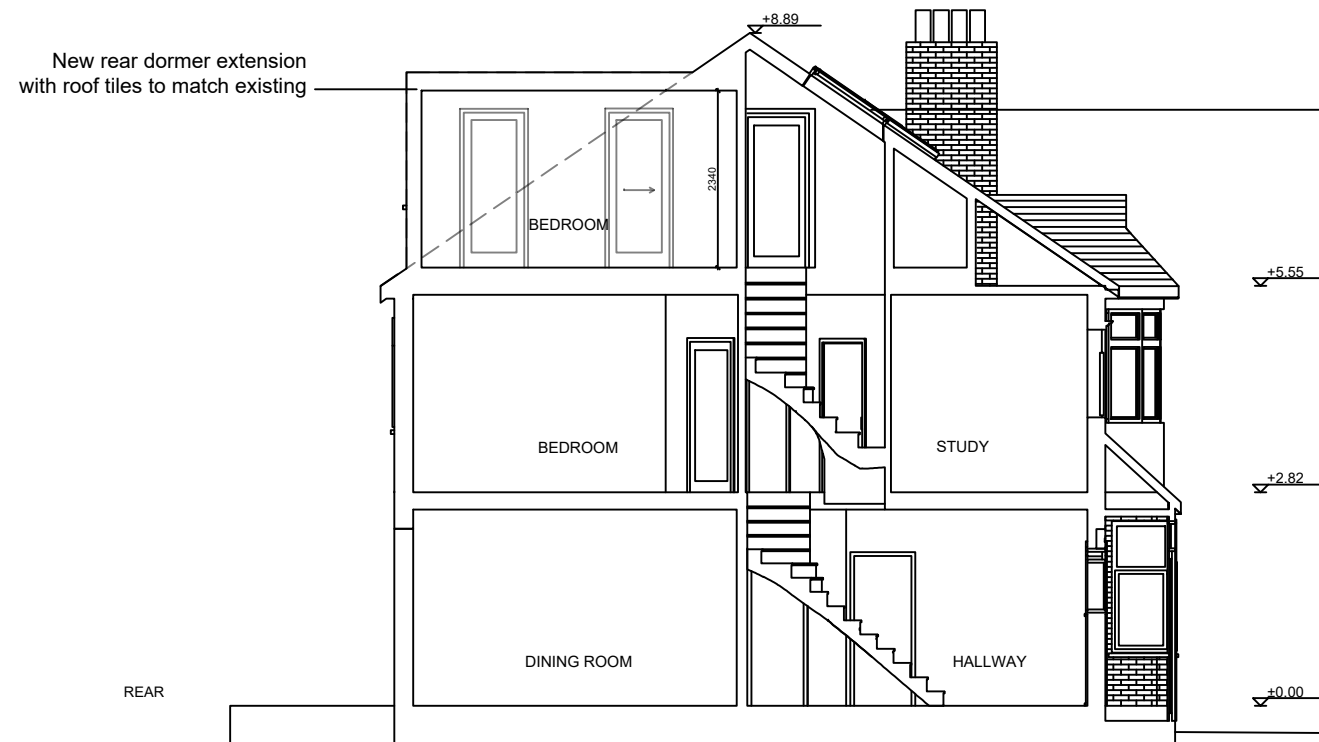 +8.89
New rear dormer extension
with roof tiles to match existing
2340
BEDROOM
+5.55
BEDROOM
STUDY
+2.82
DINING ROOM
HALLWAY
REAR
±0.00